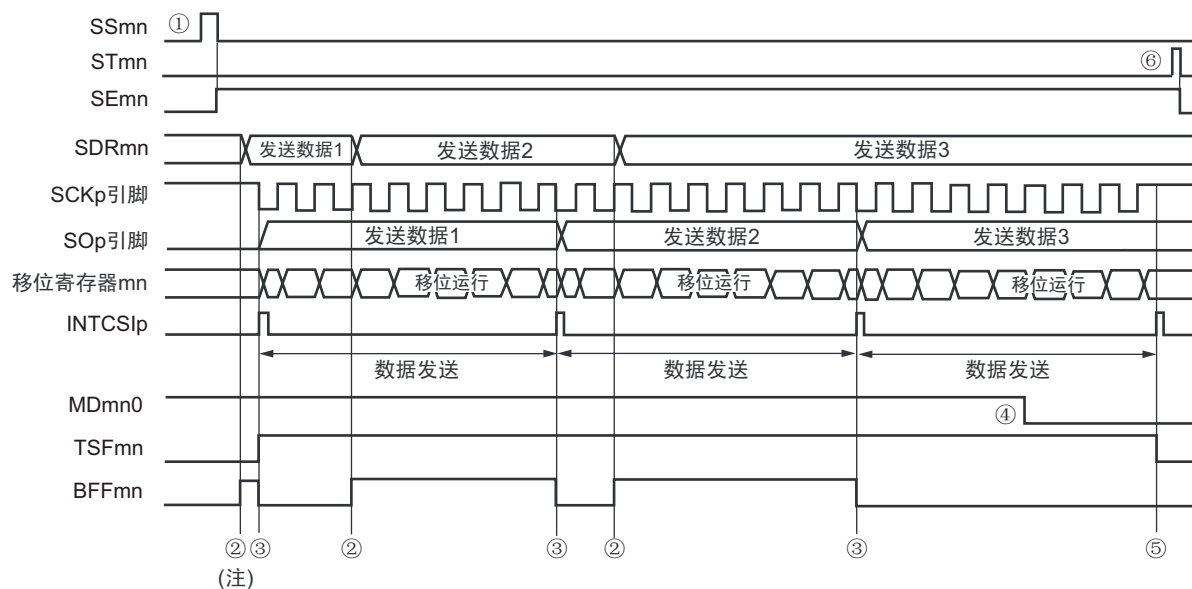 SSmn ①
STmn ⑥
SEmn
SDRmn 发送数据1 发送数据2 发送数据3
SCKp引脚
SOp引脚 发送数据1 发送数据2 发送数据3
移位寄存器mn 移位运行 移位运行 移位运行
INTCSIp
数据发送 数据发送 数据发送
MDmn0 ④
TSFmn
BFFmn
② ③ ② ③ ② ③ ⑤
(注)